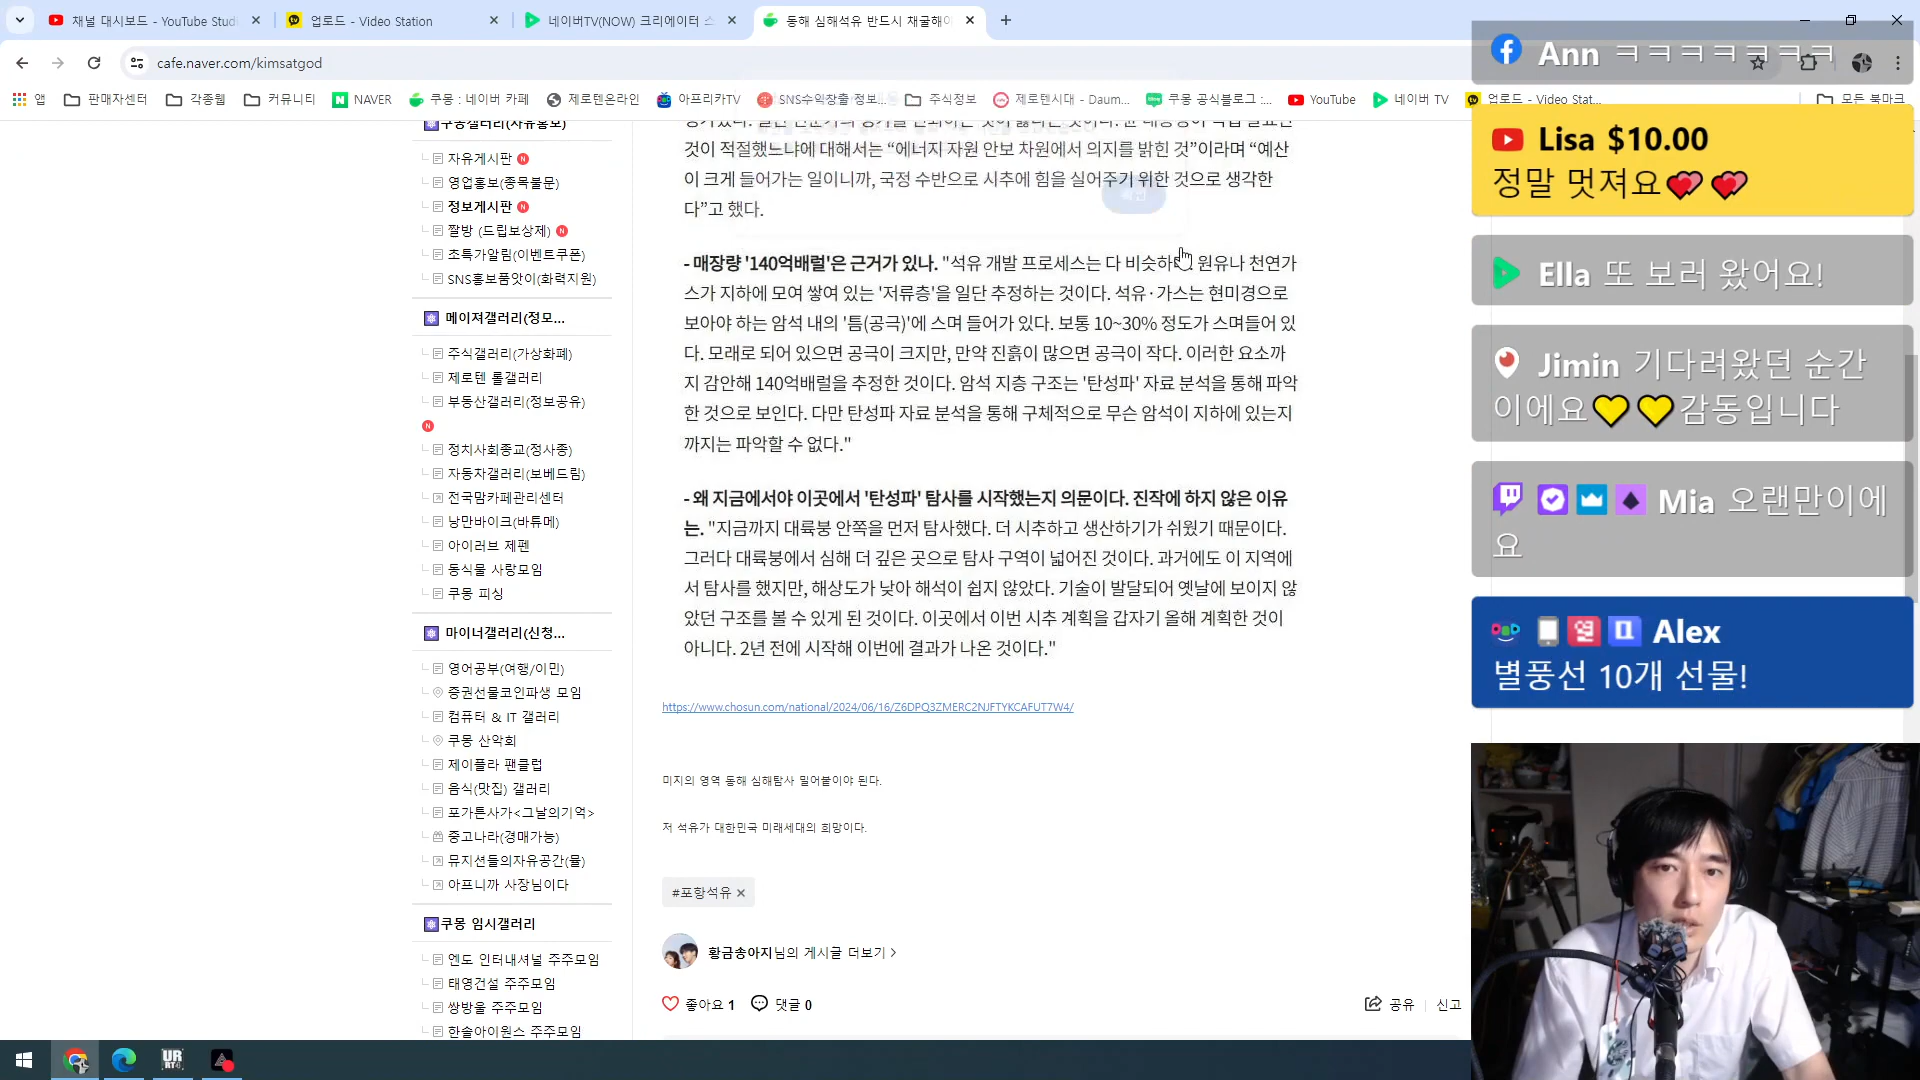 채널 대시보드 - YouTube Stud
업로드 - Video Station
네이버TV(NOW) 크리에이터 스
동해 심해석유 반드시 채굴해야
cafe.naver.com/kimsatgod
앱
판매자센터
각종웹
커뮤니티
NAVER
쿠몽 : 네이버 카페
제로텐온라인
아프리카TV
SNS수익창출 정보...
주식정보
제로텐시대 - Daum...
쿠몽 공식블로그 :...
YouTube
네이버 TV
업로드 - Video Stat...
모든 북마크
쿠몽갤러리(자유홍보)
자유게시판
영업홍보(종목불문)
정보게시판
짤방 (드립보상제)
초특가알림(이벤트쿠폰)
SNS홍보품앗이(화력지원)
메이져갤러리(정모...
주식갤러리(가상화폐)
제로텐 롤갤러리
부동산갤러리(정보공유)
정치사회종교(정사종)
자동차갤러리(보베드림)
전국맘카페관리센터
낭만바이크(바튜메)
아이러브 제펜
동식물 사랑모임
쿠몽 피싱
마이너갤러리(신청...
영어공부(여행/이민)
증권선물코인파생 모임
컴퓨터 & IT 갤러리
쿠몽 산악회
제이플라 팬클럽
음식(맛집) 갤러리
포가튼사가<그날의기억>
중고나라(경매가능)
뮤지션들의자유공간(물)
아프니까 사장님이다
쿠몽 임시갤러리
엔도 인터내셔널 주주모임
태영건설 주주모임
쌍방울 주주모임
한솔아이원스 주주모임
것이 적절했느냐에 대해서는 “에너지 자원 안보 차원에서 의지를 밝힌 것”이라며 “예산
이 크게 들어가는 일이니까, 국정 수반으로 시추에 힘을 실어주기 위한 것으로 생각한
다”고 했다.
- 매장량 '140억배럴'은 근거가 있나. "석유 개발 프로세스는 다 비슷하 원유나 천연가
스가 지하에 모여 쌓여 있는 '저류층'을 일단 추정하는 것이다. 석유·가스는 현미경으로
보아야 하는 암석 내의 '틈(공극)'에 스며 들어가 있다. 보통 10~30% 정도가 스며들어 있
다. 모래로 되어 있으면 공극이 크지만, 만약 진흙이 많으면 공극이 작다. 이러한 요소까
지 감안해 140억배럴을 추정한 것이다. 암석 지층 구조는 '탄성파' 자료 분석을 통해 파악
한 것으로 보인다. 다만 탄성파 자료 분석을 통해 구체적으로 무슨 암석이 지하에 있는지
까지는 파악할 수 없다."
- 왜 지금에서야 이곳에서 '탄성파' 탐사를 시작했는지 의문이다. 진작에 하지 않은 이유
는. "지금까지 대륙붕 안쪽을 먼저 탐사했다. 더 시추하고 생산하기가 쉬웠기 때문이다.
그러다 대륙붕에서 심해 더 깊은 곳으로 탐사 구역이 넓어진 것이다. 과거에도 이 지역에
서 탐사를 했지만, 해상도가 낮아 해석이 쉽지 않았다. 기술이 발달되어 옛날에 보이지 않
았던 구조를 볼 수 있게 된 것이다. 이곳에서 이번 시추 계획을 갑자기 올해 계획한 것이
아니다. 2년 전에 시작해 이번에 결과가 나온 것이다."
https://www.chosun.com/national/2024/06/16/Z6DPQ3ZMERC2NJFTYKCAFUT7W4/
미지의 영역 동해 심해탐사 밀어붙이야 된다.
저 석유가 대한민국 미래세대의 희망이다.
#포항석유
황금송아지님의 게시글 더보기
좋아요 1
댓글 0
공유
신고
Ann ㅋㅋㅋㅋㅋㅋㅋ
Lisa $10.00
정말 멋져요
Ella 또 보러 왔어요!
Jimin 기다려왔던 순간
이에요 감동입니다
Mia 오랜만이에
요
Alex
별풍선 10개 선물!